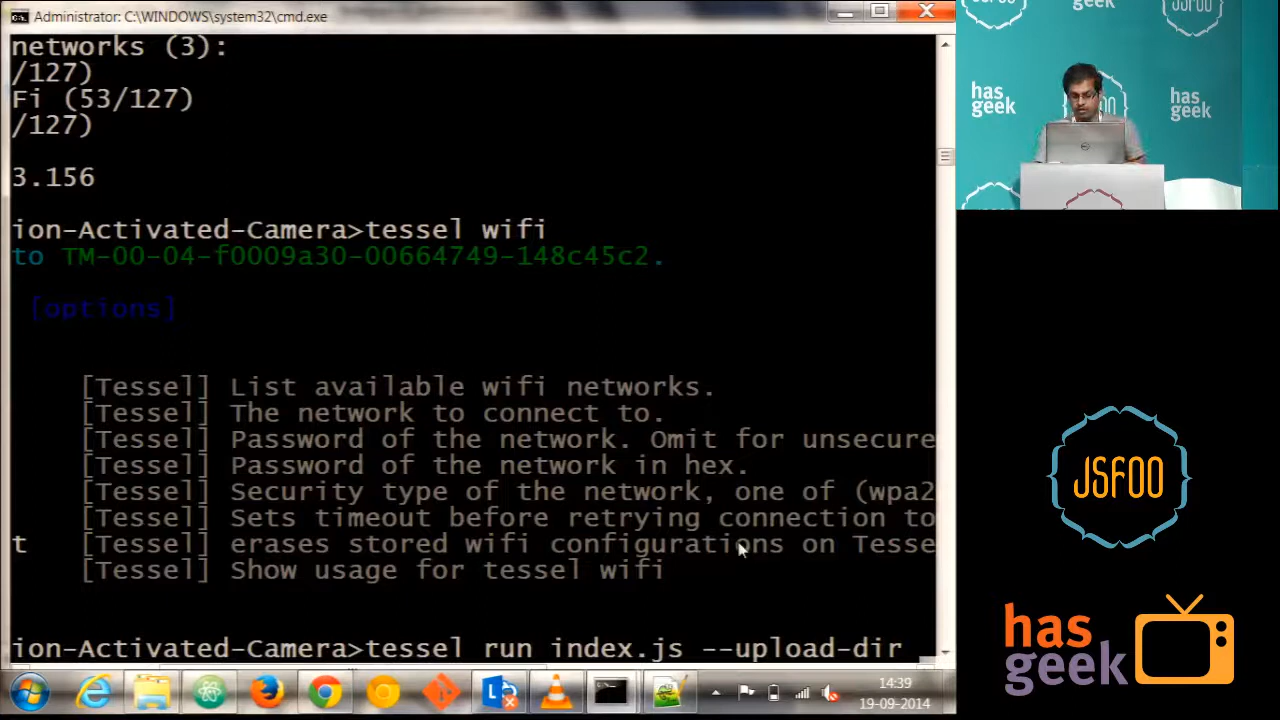 Administrator: C:\WINDOWS\system32\cmd.exe
networks (3):
/127)
Fi (53/127)
/127)
3.156
ion-Activated-Camera>tessel wifi
to TM-00-04-f0009a30-00664749-148c45c2.
[options]
[Tessel] List available wifi networks.
[Tessel] The network to connect to.
[Tessel] Password of the network. Omit for unsecure
[Tessel] Password of the network in hex.
[Tessel] Security type of the network, one of (wpa2
[Tessel] Sets timeout before retrying connection to
t [Tessel] erases stored wifi configurations on Tesse
[Tessel] Show usage for tessel wifi
ion-Activated-Camera>tessel run index.js --upload-dir
14:39
19-09-2014
geek
JSFOO
has
geek
has
geek
JSFOO
has
geek